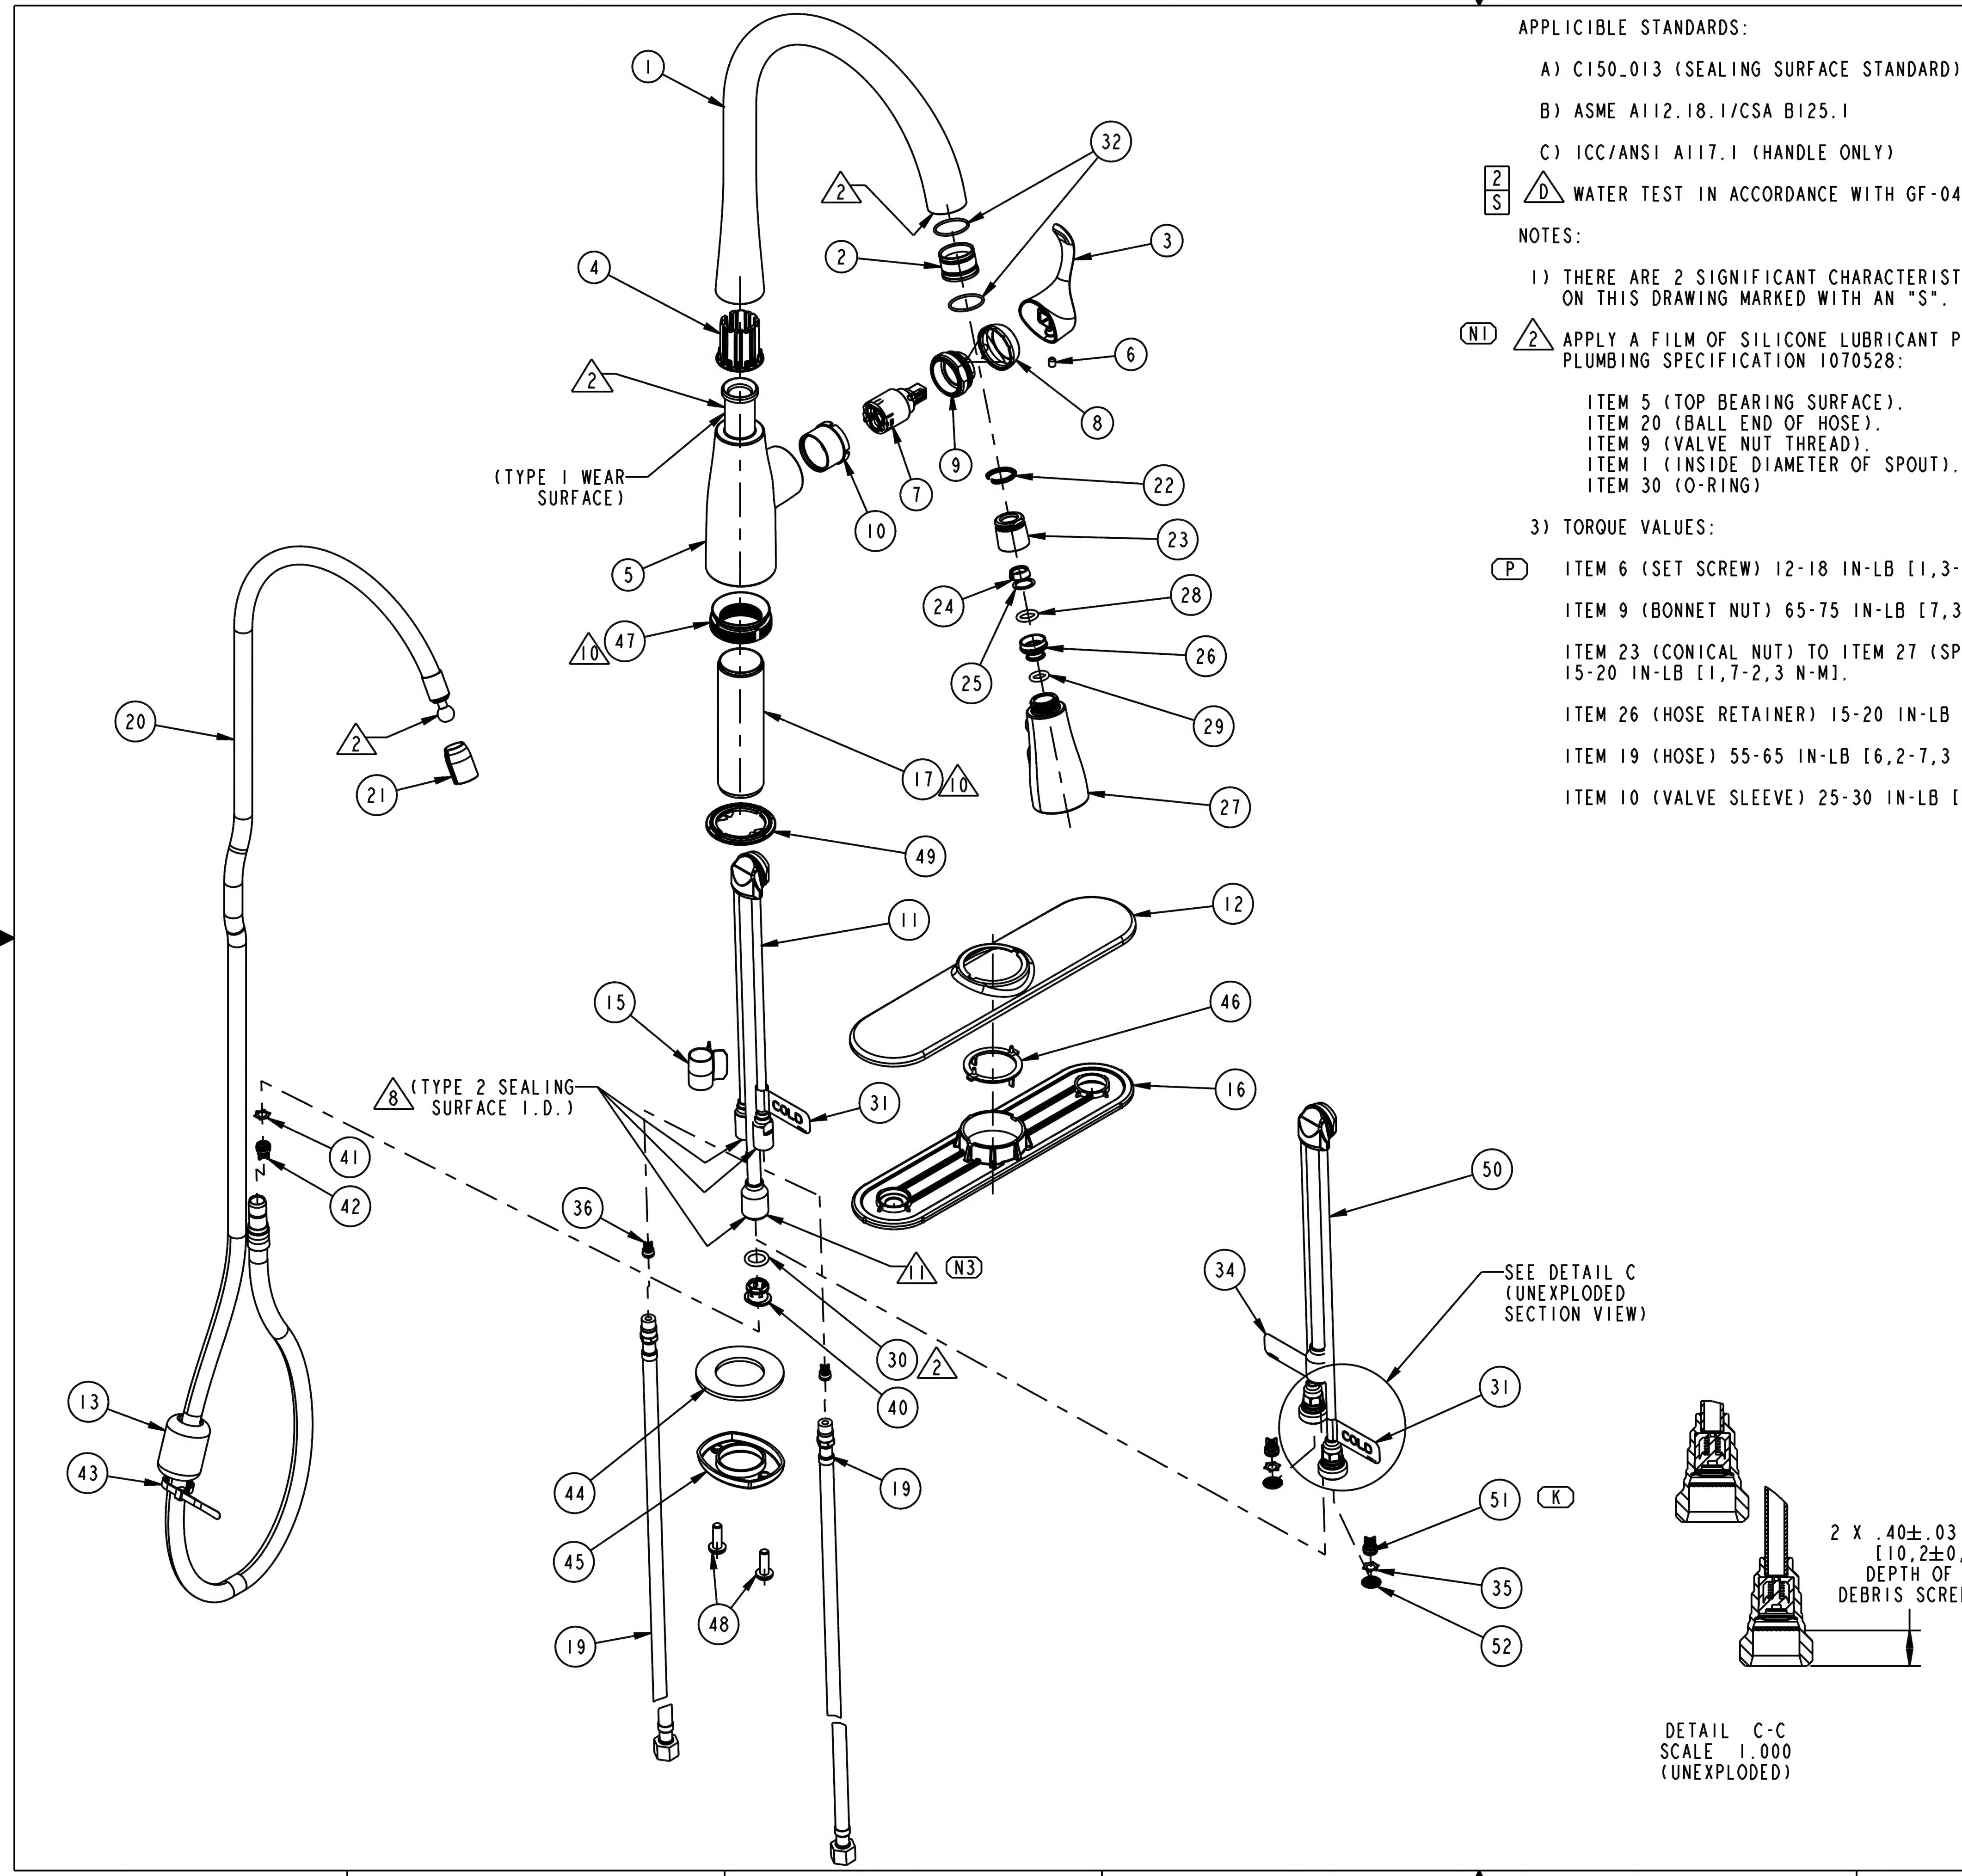 APPLICIBLE STANDARDS:
A) C150_013 (SEALING SURFACE STANDARD)
B) ASME A112.18.1/CSA B125.1
C) ICC/ANSI A117.1 (HANDLE ONLY)
2
S
D WATER TEST IN ACCORDANCE WITH GF-04
NOTES:
1) THERE ARE 2 SIGNIFICANT CHARACTERIST
ON THIS DRAWING MARKED WITH AN "S".
N1 2 APPLY A FILM OF SILICONE LUBRICANT P
PLUMBING SPECIFICATION 1070528:
ITEM 5 (TOP BEARING SURFACE).
ITEM 20 (BALL END OF HOSE).
ITEM 9 (VALVE NUT THREAD).
ITEM 1 (INSIDE DIAMETER OF SPOUT).
ITEM 30 (O-RING)
3) TORQUE VALUES:
P ITEM 6 (SET SCREW) 12-18 IN-LB [1,3-
ITEM 9 (BONNET NUT) 65-75 IN-LB [7,3
ITEM 23 (CONICAL NUT) TO ITEM 27 (SP
15-20 IN-LB [1,7-2,3 N-M].
ITEM 26 (HOSE RETAINER) 15-20 IN-LB
ITEM 19 (HOSE) 55-65 IN-LB [6,2-7,3
ITEM 10 (VALVE SLEEVE) 25-30 IN-LB [
1
32
2
2
3
4
6
2
8
9
7
22
(TYPE 1 WEAR
SURFACE)
10
23
5
24
28
10
47
26
25
20
2
29
17
10
21
27
49
12
11
15
46
8
(TYPE 2 SEALING
SURFACE I.D.)
COLD
31
16
41
42
36
50
11
N3
34
SEE DETAIL C
(UNEXPLODED
SECTION VIEW)
30
2
13
40
31
COLD
43
44
19
51
K
45
35
48
19
52
2 X .40±.03
[10,2±0,
DEPTH OF
DEBRIS SCRE
DETAIL C-C
SCALE 1.000
(UNEXPLODED)